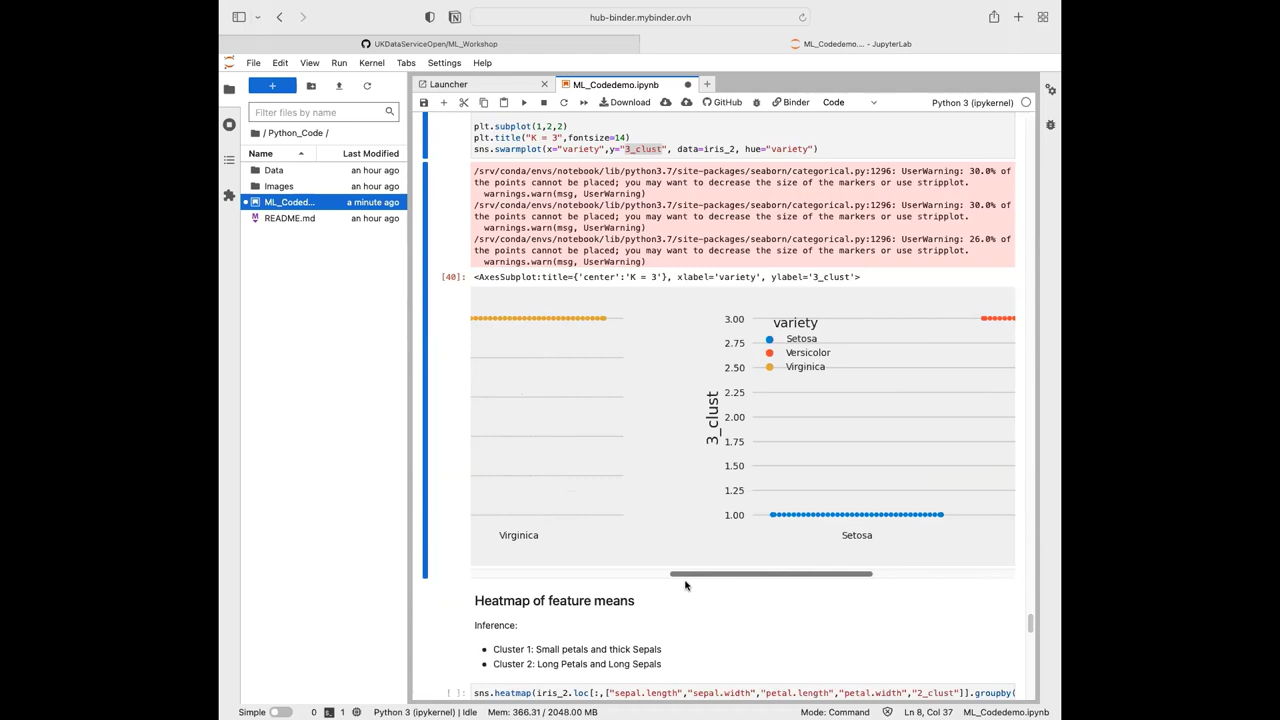 hub-binder.mybinder.ovh
UKDataServiceOpen/ML_Workshop
ML_Codedemo.... - JupyterLab
File Edit View Run Kernel Tabs Settings Help
Launcher
ML_Codedemo.ipynb
Filter files by name
Download
GitHub
Binder
Code
Python 3 (ipykernel)
/ Python_Code /
Name Last Modified
Data an hour ago
Images an hour ago
ML_Coded... a minute ago
README.md an hour ago
plt.subplot(1,2,2)
plt.title("K = 3",fontsize=14)
sns.swarmplot(x="variety",y="3_clust", data=iris_2, hue="variety")
/srv/conda/envs/notebook/lib/python3.7/site-packages/seaborn/categorical.py:1296: UserWarning: 30.0% of
the points cannot be placed; you may want to decrease the size of the markers or use stripplot.
warnings.warn(msg, UserWarning)
/srv/conda/envs/notebook/lib/python3.7/site-packages/seaborn/categorical.py:1296: UserWarning: 30.0% of
the points cannot be placed; you may want to decrease the size of the markers or use stripplot.
warnings.warn(msg, UserWarning)
/srv/conda/envs/notebook/lib/python3.7/site-packages/seaborn/categorical.py:1296: UserWarning: 26.0% of
the points cannot be placed; you may want to decrease the size of the markers or use stripplot.
warnings.warn(msg, UserWarning)
[40]: <AxesSubplot:title={'center':'K = 3'}, xlabel='variety', ylabel='3_clust'>
Virginica
3_clust
3.00
2.75
2.50
2.25
2.00
1.75
1.50
1.25
1.00
variety
Setosa
Versicolor
Virginica
Setosa
Heatmap of feature means
Inference:
• Cluster 1: Small petals and thick Sepals
• Cluster 2: Long Petals and Long Sepals
[ ]: sns.heatmap(iris_2.loc[:,["sepal.length","sepal.width","petal.length","petal.width","2_clust"]].groupby(
Simple 0 1 Python 3 (ipykernel) | Idle Mem: 366.31 / 2048.00 MB Mode: Command Ln 8, Col 37 ML_Codedemo.ipynb